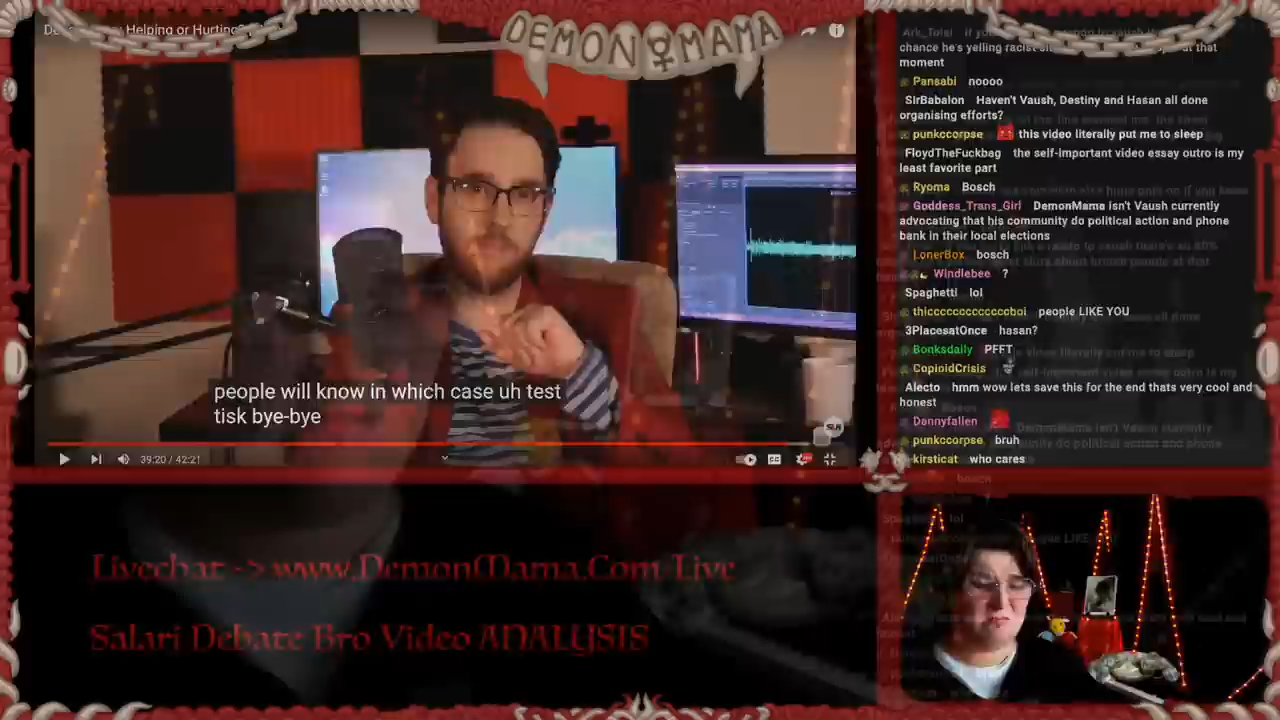 DEMON MAMA
Helping or Hurting?
people will know in which case uh test
tisk bye-bye
39:20 / 42:21
Livechat -> www.DemonMama.Com/Live
Salari Debate Bro Video ANALYSIS
chance he's yelling racist
at that
moment
Pansabi noooo
SirBabalon Haven't Vaush, Destiny and Hasan all done
organising efforts?
punkccorpse this video literally put me to sleep
FloydTheFuckbag the self-important video essay outro is my
least favorite part
Ryoma Bosch
Goddess_Trans_Girl DemonMama isn't Vaush currently
advocating that his community do political action and phone
bank in their local elections
LonerBox bosch
Windlebee ?
Spaghetti lol
people LIKE YOU
3PlacesatOnce hasan?
Bonksdaily PFFT
CopioidCrisis
Alecto hmm wow lets save this for the end thats very cool and
honest
Dannyfallen
punkccorpse bruh
kirsticat who cares